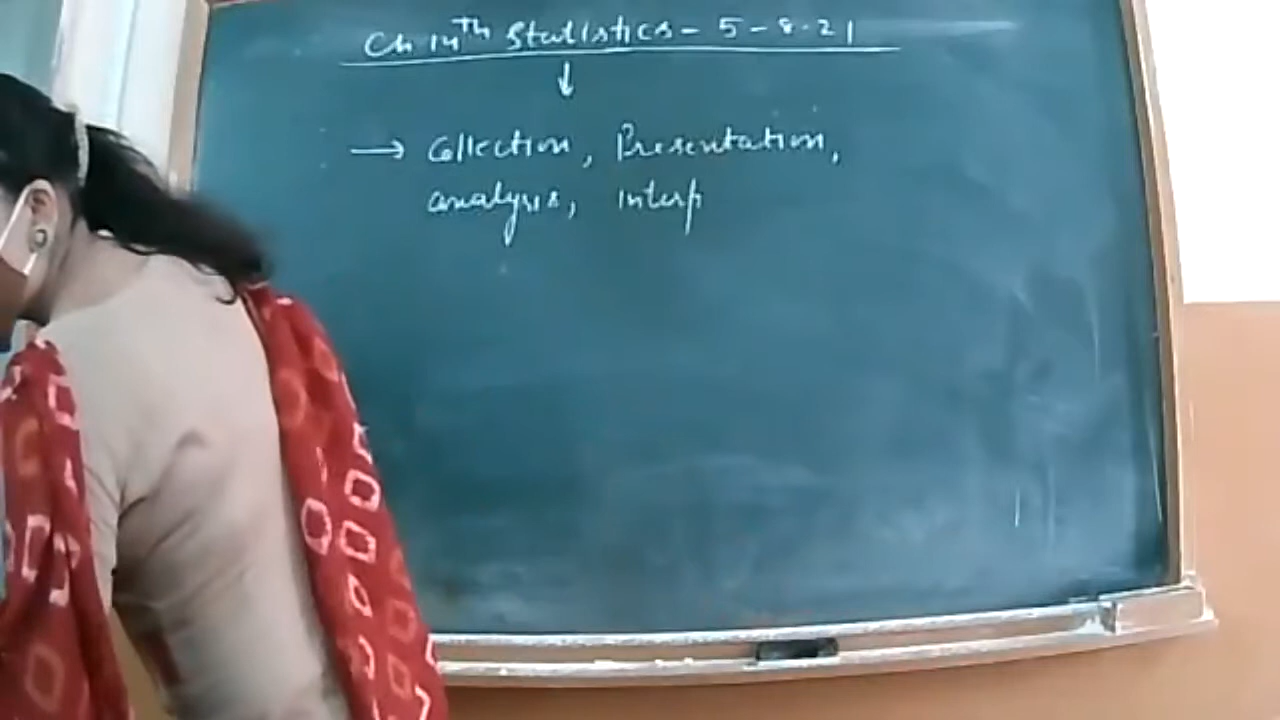 Ch 14th Statistics - 5-8-21
↓
→ Collection, Presentation,
analysis, interp